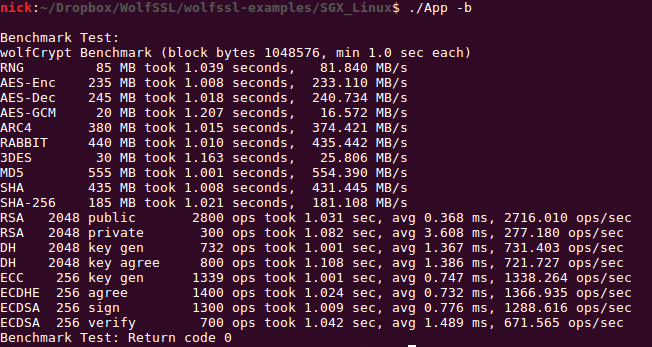 nick:~/Dropbox/WolfSSL/wolfssl-examples/SGX_Linux$ ./App -b
Benchmark Test:
wolfCrypt Benchmark (block bytes 1048576, min 1.0 sec each)
RNG 85 MB took 1.039 seconds, 81.840 MB/s
AES-Enc 235 MB took 1.008 seconds, 233.110 MB/s
AES-Dec 245 MB took 1.018 seconds, 240.734 MB/s
AES-GCM 20 MB took 1.207 seconds, 16.572 MB/s
ARC4 380 MB took 1.015 seconds, 374.421 MB/s
RABBIT 440 MB took 1.010 seconds, 435.442 MB/s
3DES 30 MB took 1.163 seconds, 25.806 MB/s
MD5 555 MB took 1.001 seconds, 554.390 MB/s
SHA 435 MB took 1.008 seconds, 431.445 MB/s
SHA-256 185 MB took 1.021 seconds, 181.108 MB/s
RSA 2048 public 2800 ops took 1.031 sec, avg 0.368 ms, 2716.010 ops/sec
RSA 2048 private 300 ops took 1.082 sec, avg 3.608 ms, 277.180 ops/sec
DH 2048 key gen 732 ops took 1.001 sec, avg 1.367 ms, 731.403 ops/sec
DH 2048 key agree 800 ops took 1.108 sec, avg 1.386 ms, 721.727 ops/sec
ECC 256 key gen 1339 ops took 1.001 sec, avg 0.747 ms, 1338.264 ops/sec
ECDHE 256 agree 1400 ops took 1.024 sec, avg 0.732 ms, 1366.935 ops/sec
ECDSA 256 sign 1300 ops took 1.009 sec, avg 0.776 ms, 1288.616 ops/sec
ECDSA 256 verify 700 ops took 1.042 sec, avg 1.489 ms, 671.565 ops/sec
Benchmark Test: Return code 0